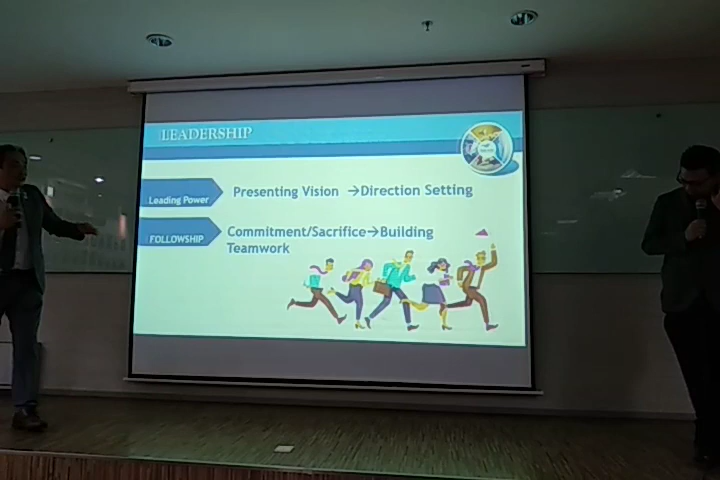 LEADERSHIP
Leading Power
Presenting Vision →Direction Setting
FOLLOWSHIP
Commitment/Sacrifice→Building
Teamwork